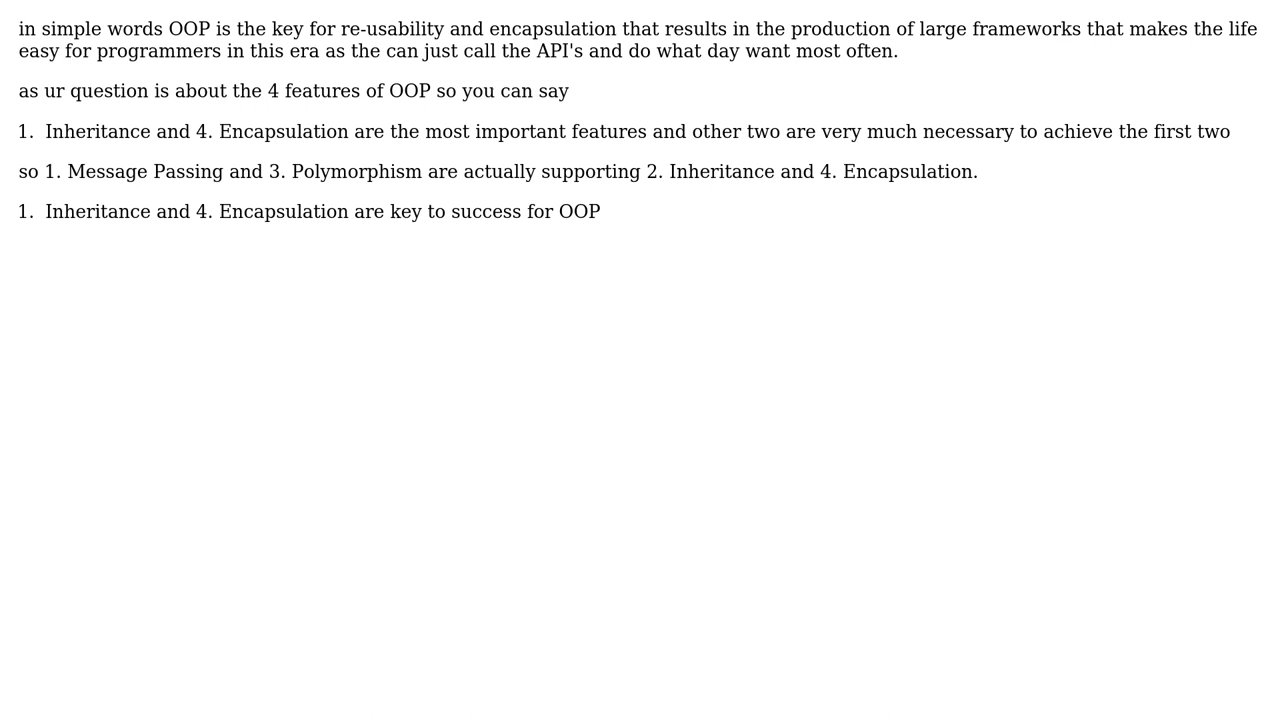 in simple words OOP is the key for re-usability and encapsulation that results in the production of large frameworks that makes the life
easy for programmers in this era as the can just call the API's and do what day want most often.
as ur question is about the 4 features of OOP so you can say
1. Inheritance and 4. Encapsulation are the most important features and other two are very much necessary to achieve the first two
so 1. Message Passing and 3. Polymorphism are actually supporting 2. Inheritance and 4. Encapsulation.
1. Inheritance and 4. Encapsulation are key to success for OOP